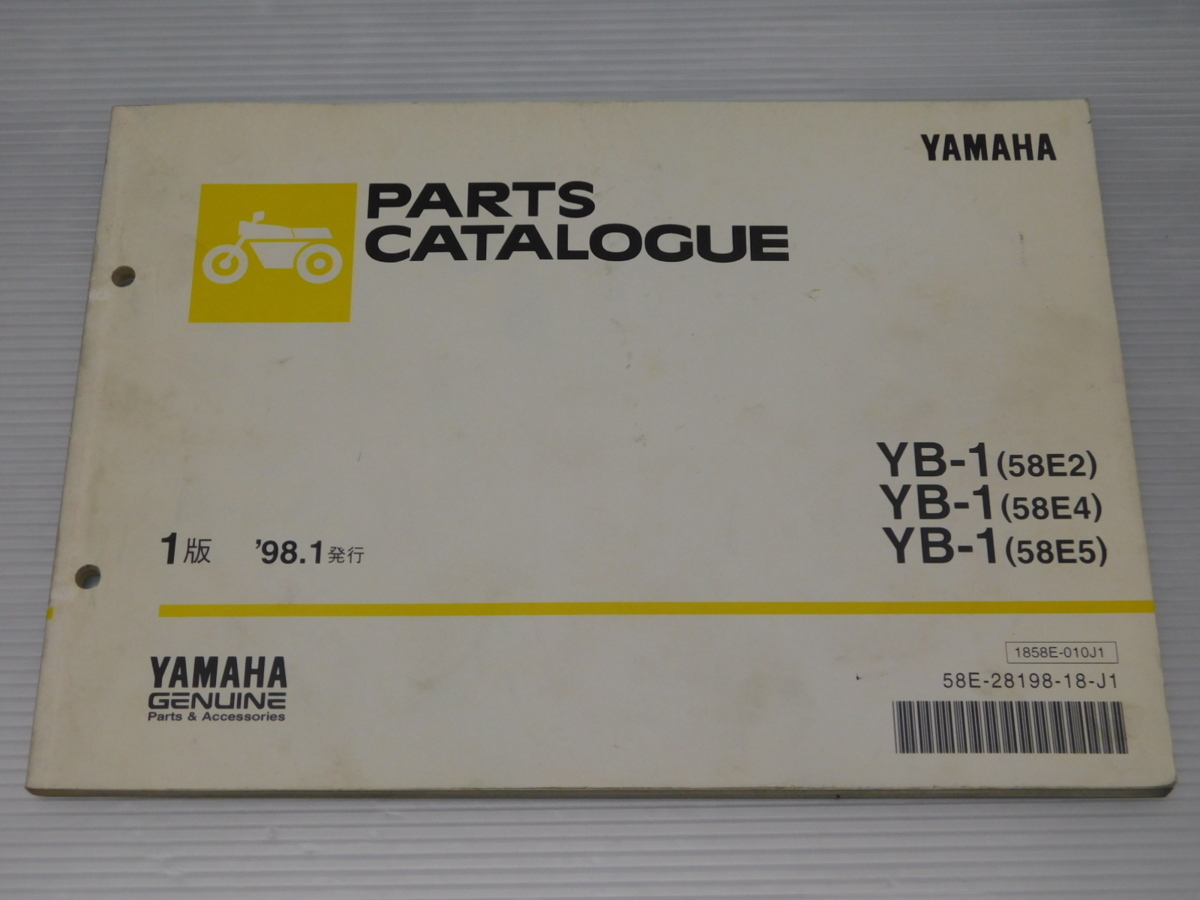 YAMAHA
PARTS
CATALOGUE
YB-1(58E2)
YB-1(58E4)
YB-1(58E5)
1版 '98.1発行
YAMAHA
GENUINE
Parts & Accessories
1858E-010J1
58E-28198-18-J1